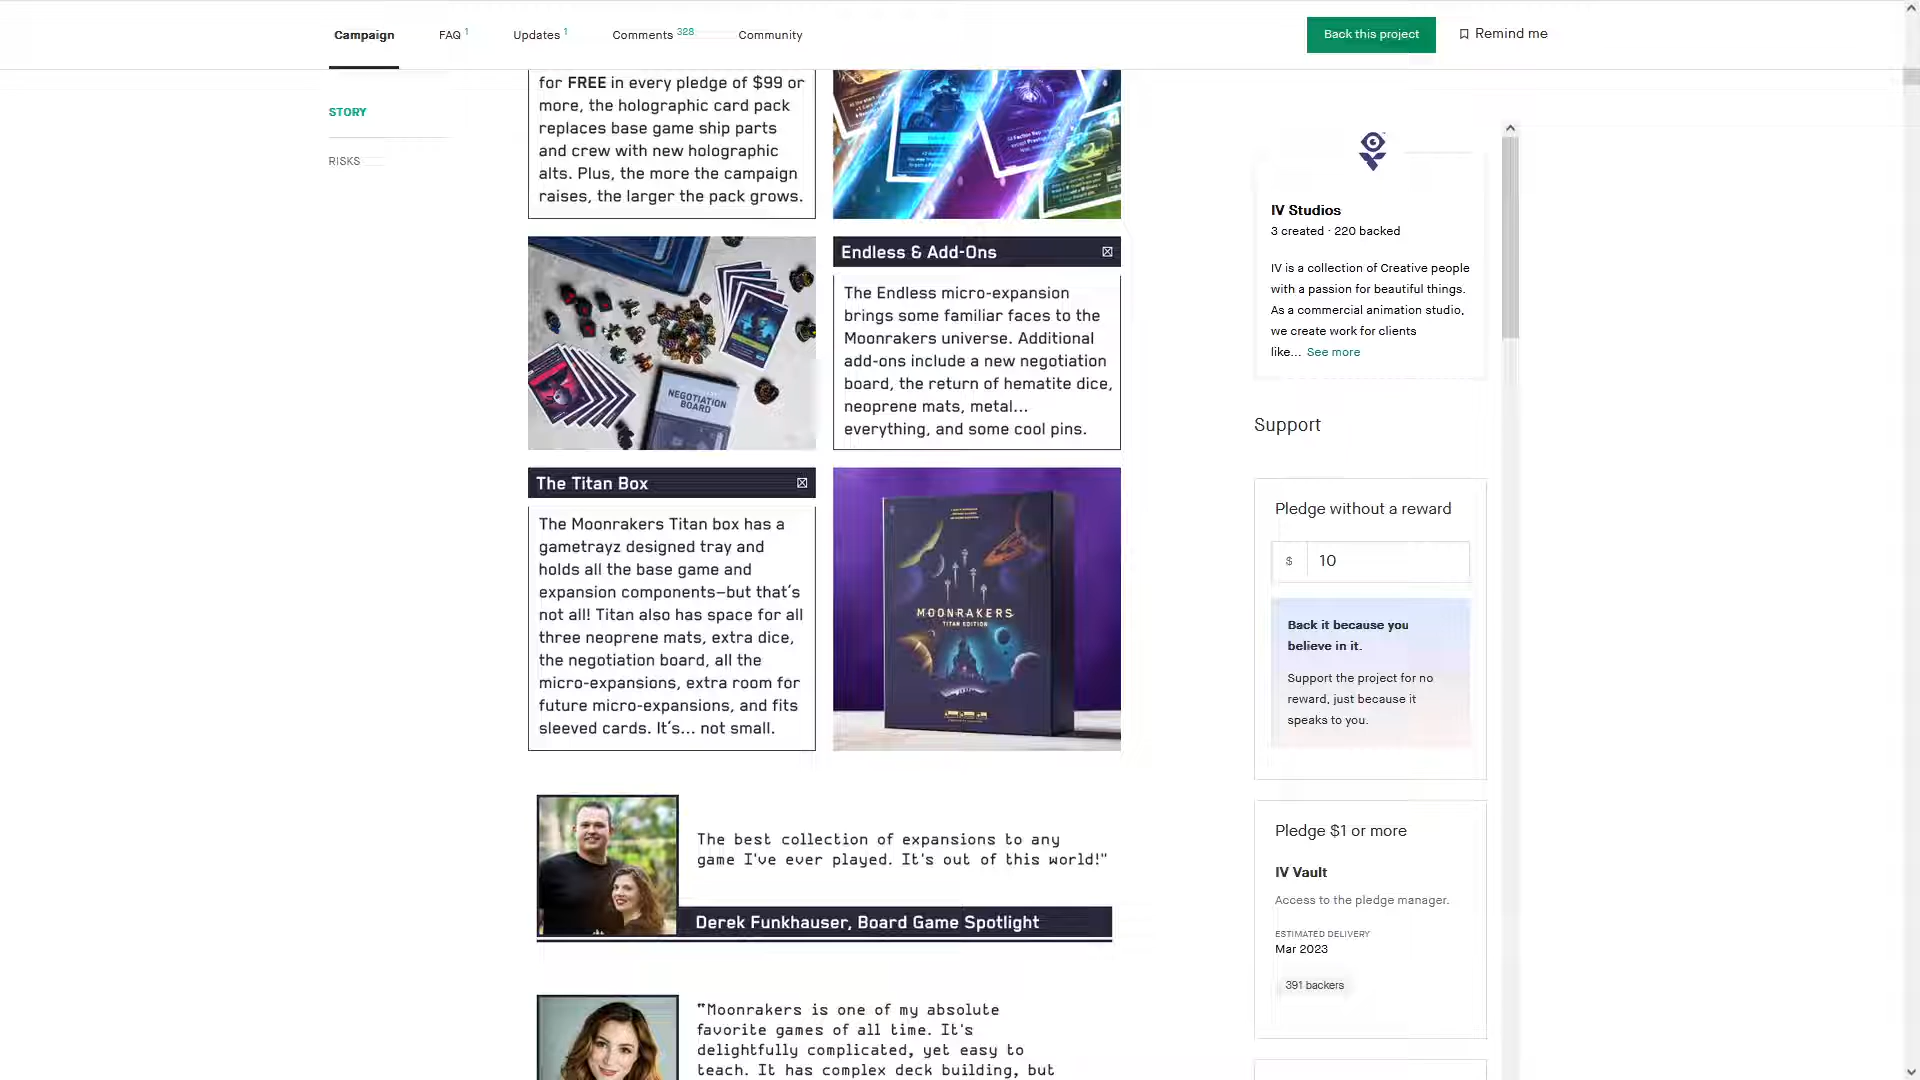 Campaign
FAQ 1
Updates 1
Comments 328
Community
Back this project
Remind me
STORY
RISKS
for FREE in every pledge of $99 or
more, the holographic card pack
replaces base game ship parts
and crew with new holographic
alts. Plus, the more the campaign
raises, the larger the pack grows.
NEGOTIATION
BOARD
Endless & Add-Ons
The Endless micro-expansion
brings some familiar faces to the
Moonrakers universe. Additional
add-ons include a new negotiation
board, the return of hematite dice,
neoprene mats, metal...
everything, and some cool pins.
The Titan Box
The Moonrakers Titan box has a
gametrayz designed tray and
holds all the base game and
expansion components—but that's
not all! Titan also has space for all
three neoprene mats, extra dice,
the negotiation board, all the
micro-expansions, extra room for
future micro-expansions, and fits
sleeved cards. It's... not small.
MOONRAKERS
TITAN EDITION
The best collection of expansions to any
game I've ever played. It's out of this world!"
Derek Funkhauser, Board Game Spotlight
"Moonrakers is one of my absolute
favorite games of all time. It's
delightfully complicated, yet easy to
teach. It has complex deck building, but
IV Studios
3 created · 220 backed
IV is a collection of Creative people
with a passion for beautiful things.
As a commercial animation studio,
we create work for clients
like... See more
Support
Pledge without a reward
$ 10
Back it because you
believe in it.
Support the project for no
reward, just because it
speaks to you.
Pledge $1 or more
IV Vault
Access to the pledge manager.
ESTIMATED DELIVERY
Mar 2023
391 backers